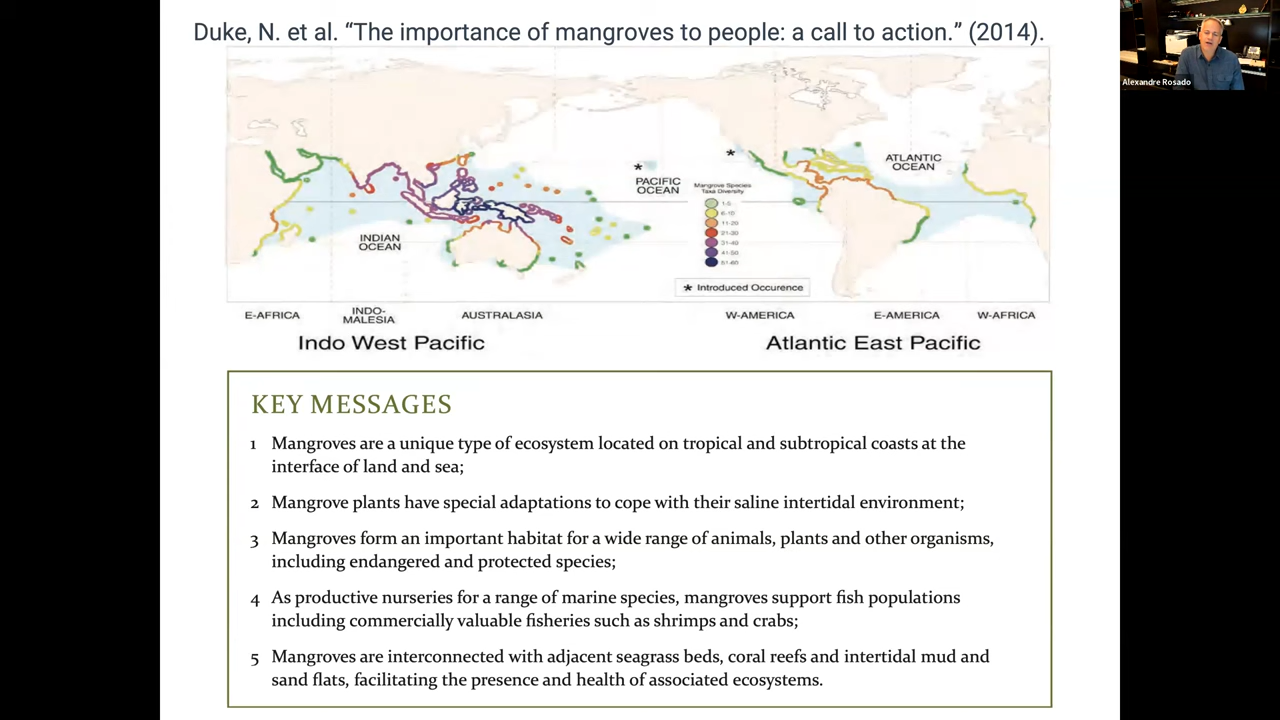 Duke, N. et al. “The importance of mangroves to people: a call to action.” (2014).
Alexandre Rosado
ATLANTIC
OCEAN
*
*
PACIFIC
OCEAN
Mangrove Species
Taxa Diversity
1-5
6-10
11-20
21-30
31-40
41-50
51-60
INDIAN
OCEAN
* Introduced Occurence
E-AFRICA
INDO-
MALESIA
AUSTRALASIA
W-AMERICA
E-AMERICA
W-AFRICA
Indo West Pacific
Atlantic East Pacific
KEY MESSAGES
1 Mangroves are a unique type of ecosystem located on tropical and subtropical coasts at the
interface of land and sea;
2 Mangrove plants have special adaptations to cope with their saline intertidal environment;
3 Mangroves form an important habitat for a wide range of animals, plants and other organisms,
including endangered and protected species;
4 As productive nurseries for a range of marine species, mangroves support fish populations
including commercially valuable fisheries such as shrimps and crabs;
5 Mangroves are interconnected with adjacent seagrass beds, coral reefs and intertidal mud and
sand flats, facilitating the presence and health of associated ecosystems.